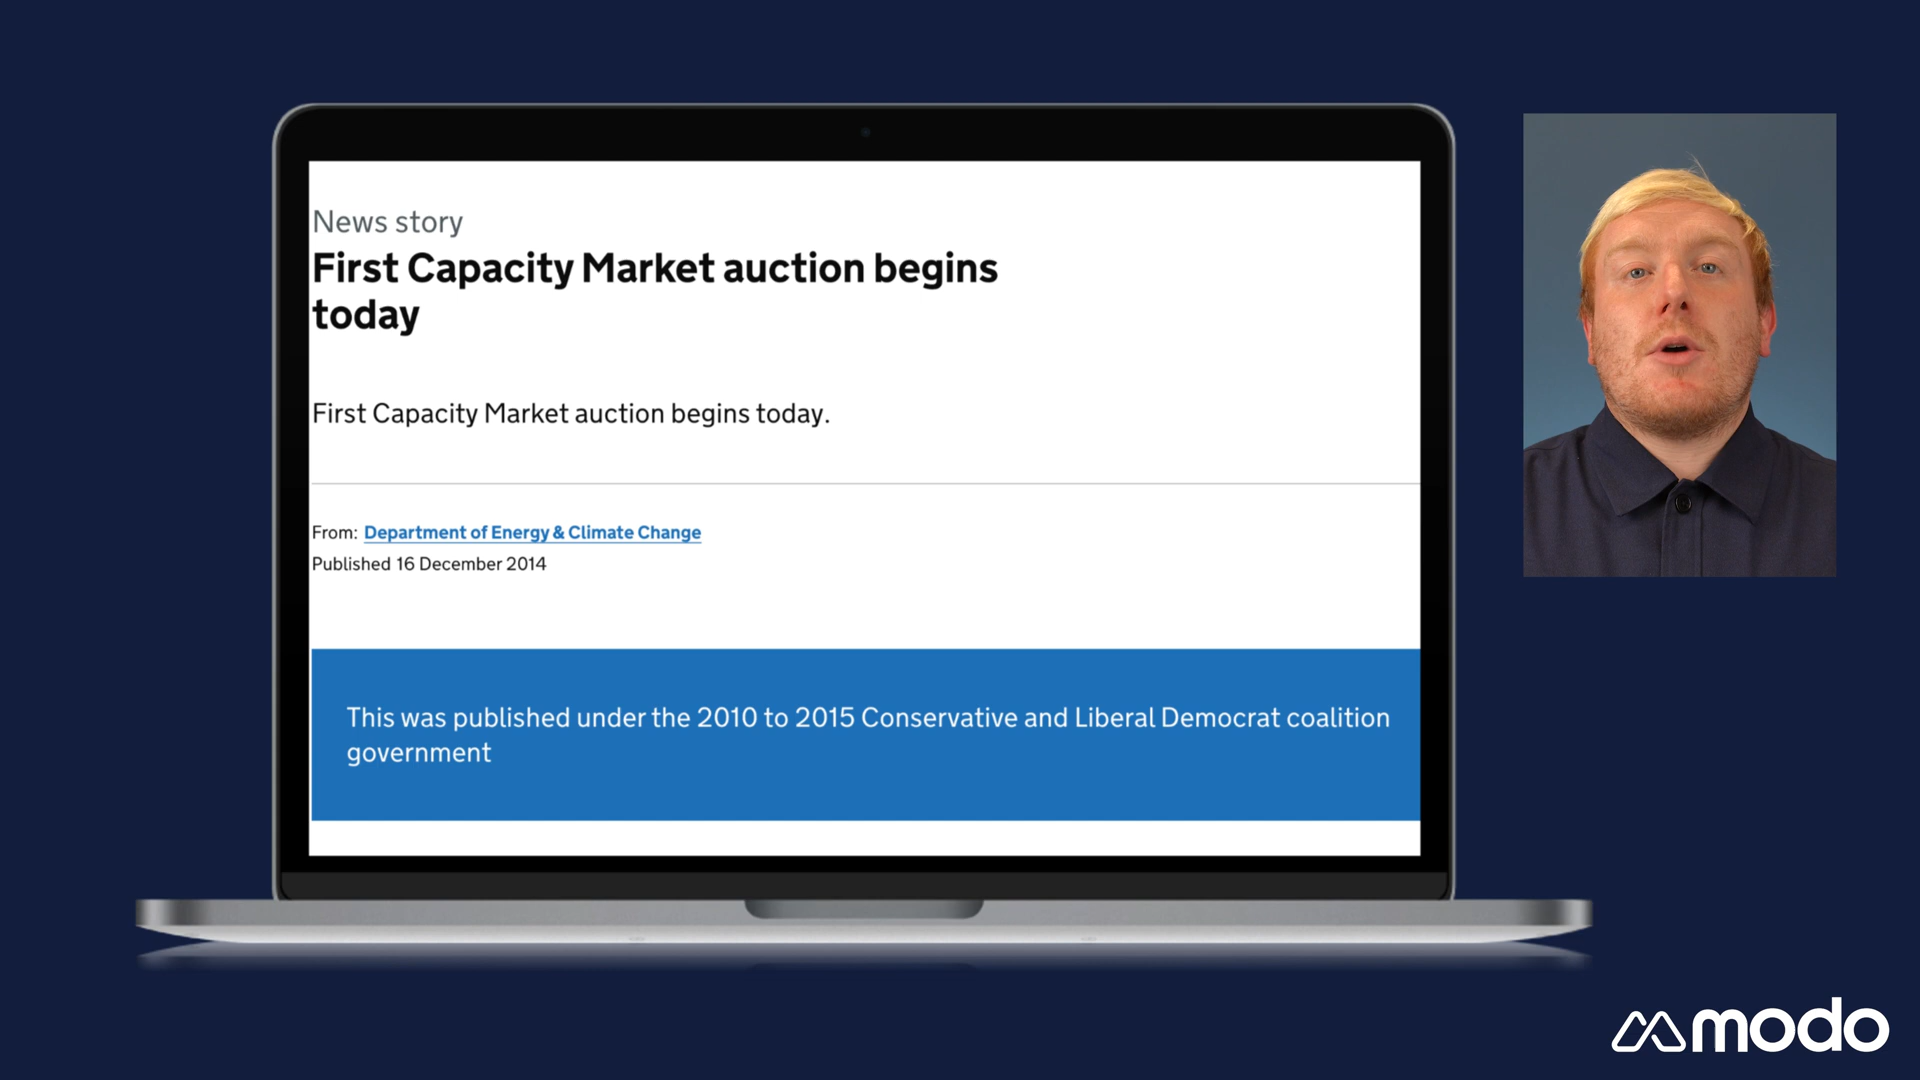 News story
First Capacity Market auction begins
today
First Capacity Market auction begins today.
From: Department of Energy & Climate Change
Published 16 December 2014
This was published under the 2010 to 2015 Conservative and Liberal Democrat coalition
government
modo